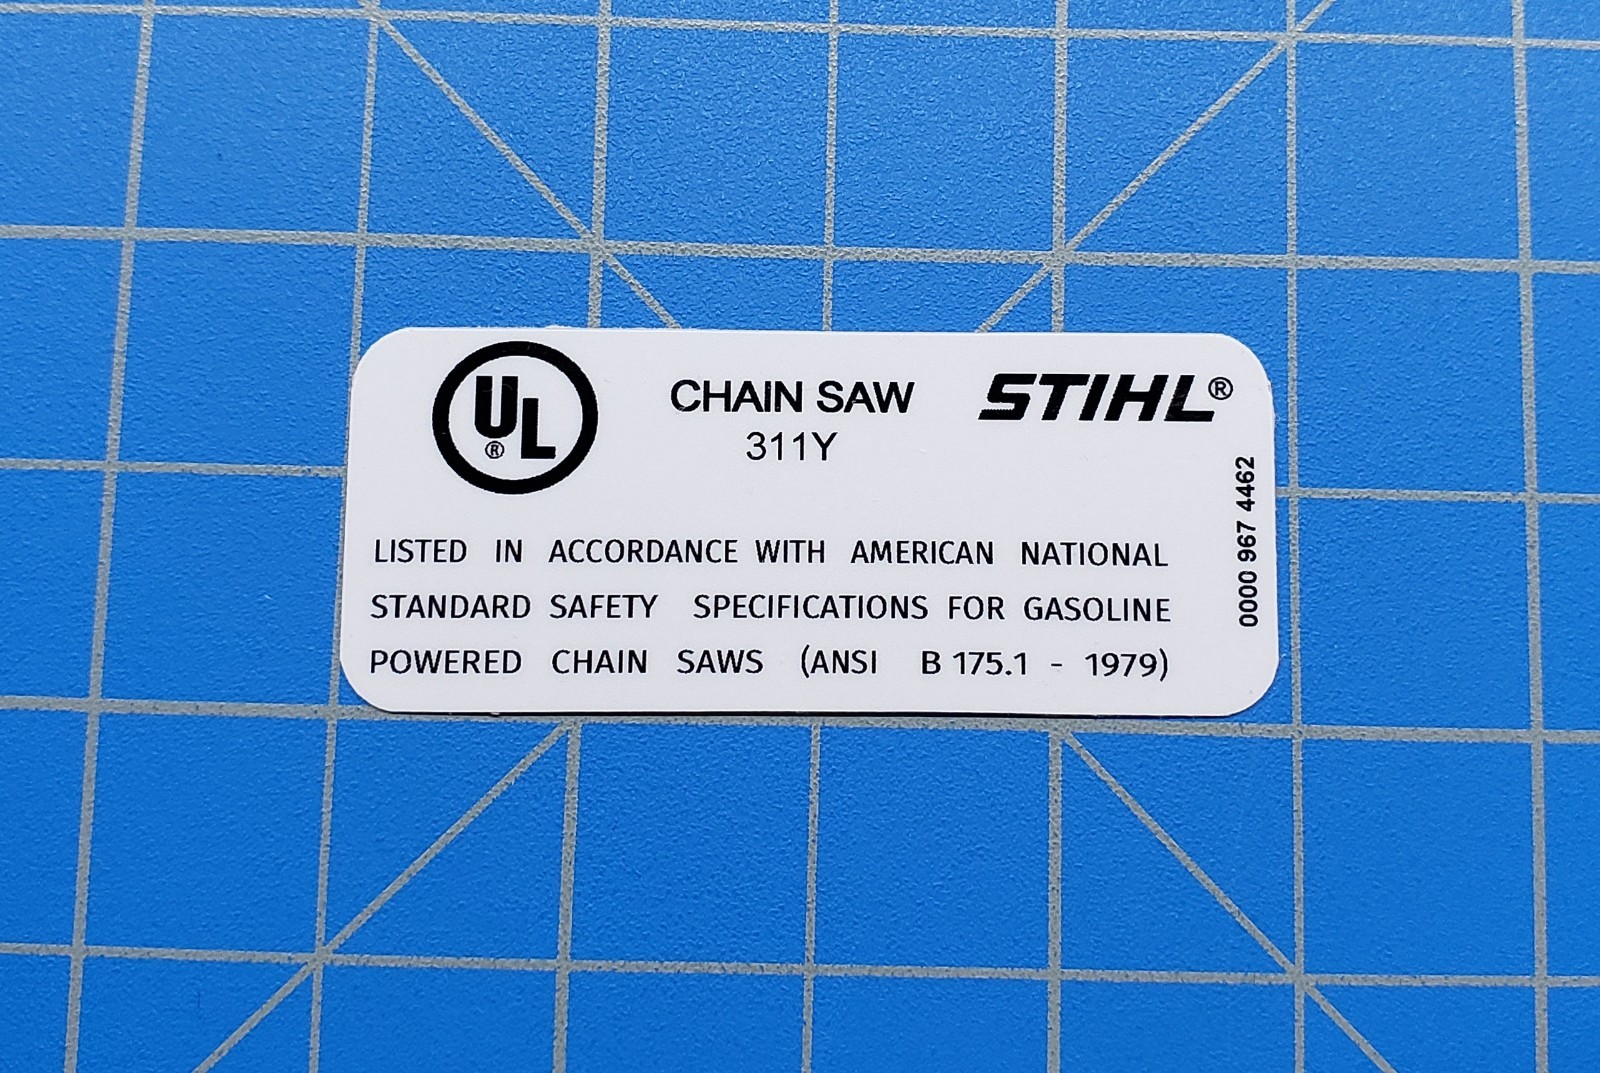 UL®
CHAIN SAW
311Y
STIHL®
LISTED IN ACCORDANCE WITH AMERICAN NATIONAL
STANDARD SAFETY SPECIFICATIONS FOR GASOLINE
POWERED CHAIN SAWS (ANSI B 175.1 - 1979)
0000 967 4462